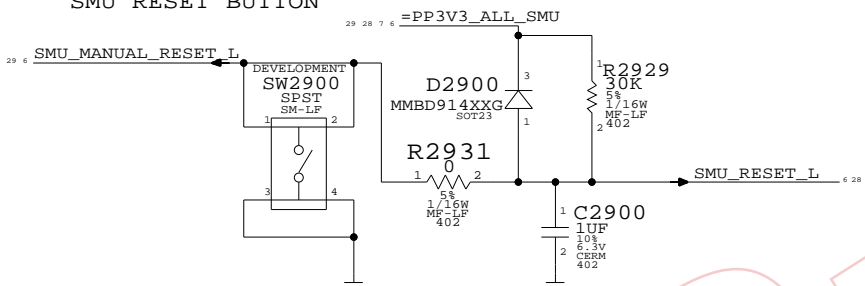 SMU RESET BUTTON
29 28 7 6 =PP3V3_ALL_SMU
29 6 SMU_MANUAL_RESET_L
DEVELOPMENT
SW2900
SPST
SM-LF
1 2
3 4
D2900
MMBD914XXG
SOT23
3
1
1
R2929
30K
5%
1/16W
MF-LF
402
2
R2931
0
1 2
5%
1/16W
MF-LF
402
SMU_RESET_L 6 28
1
C2900
1UF
10%
6.3V
CERM
402
2